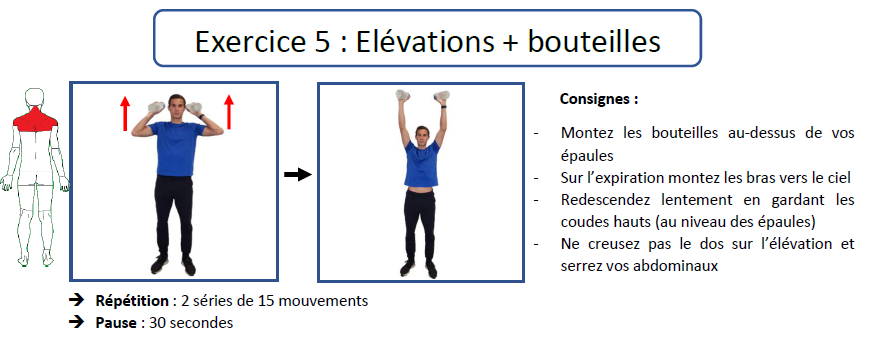 Exercice 5 : Elévations + bouteilles
Consignes :
- Montez les bouteilles au-dessus de vos
épaules
- Sur l’expiration montez les bras vers le ciel
- Redescendez lentement en gardant les
coudes hauts (au niveau des épaules)
- Ne creusez pas le dos sur l’élévation et
serrez vos abdominaux
➔ Répétition : 2 séries de 15 mouvements
➔ Pause : 30 secondes